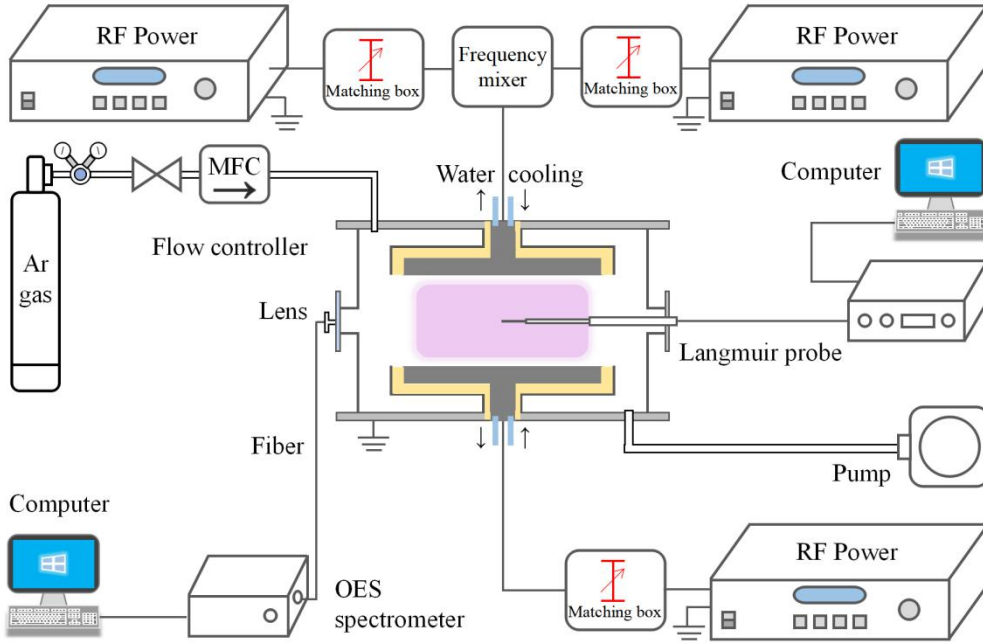 RF Power
Matching box
Frequency
mixer
Matching box
RF Power
MFC
Water cooling
Computer
Flow controller
Ar
gas
Lens
Langmuir probe
Fiber
Pump
Computer
RF Power
Matching box
OES
spectrometer